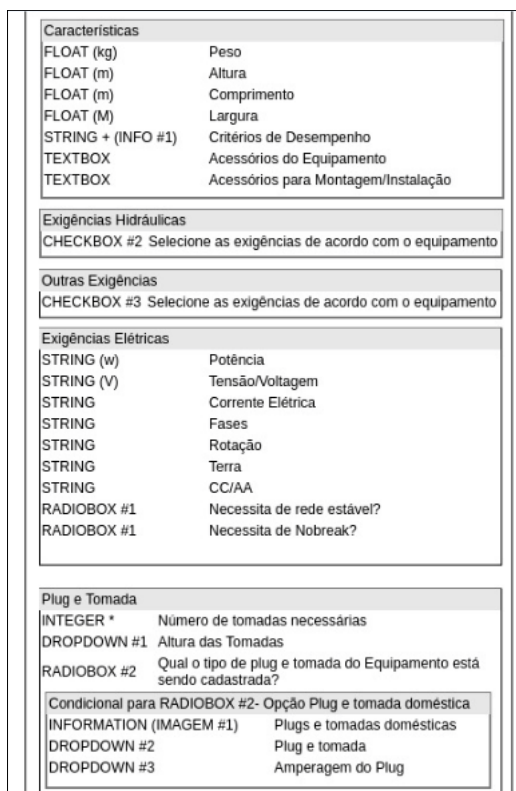 Características
FLOAT (kg) Peso
FLOAT (m) Altura
FLOAT (m) Comprimento
FLOAT (M) Largura
STRING + (INFO #1) Critérios de Desempenho
TEXTBOX Acessórios do Equipamento
TEXTBOX Acessórios para Montagem/Instalação
Exigências Hidráulicas
CHECKBOX #2 Selecione as exigências de acordo com o equipamento
Outras Exigências
CHECKBOX #3 Selecione as exigências de acordo com o equipamento
Exigências Elétricas
STRING (w) Potência
STRING (V) Tensão/Voltagem
STRING Corrente Elétrica
STRING Fases
STRING Rotação
STRING Terra
STRING CC/AA
RADIOBOX #1 Necessita de rede estável?
RADIOBOX #1 Necessita de Nobreak?
Plug e Tomada
INTEGER * Número de tomadas necessárias
DROPDOWN #1 Altura das Tomadas
RADIOBOX #2 Qual o tipo de plug e tomada do Equipamento está
sendo cadastrada?
Condicional para RADIOBOX #2- Opção Plug e tomada doméstica
INFORMATION (IMAGEM #1) Plugs e tomadas domésticas
DROPDOWN #2 Plug e tomada
DROPDOWN #3 Amperagem do Plug